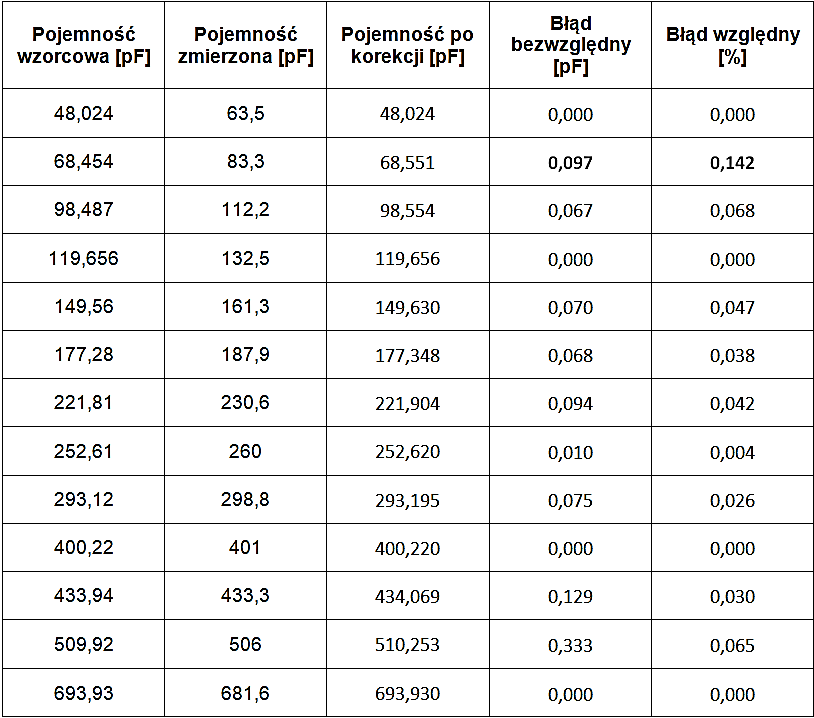 Pojemność wzorcowa [pF] Pojemność zmierzona [pF] Pojemność po korekcji [pF] Błąd bezwzględny [pF] Błąd względny [%]
48,024 63,5 48,024 0,000 0,000
68,454 83,3 68,551 0,097 0,142
98,487 112,2 98,554 0,067 0,068
119,656 132,5 119,656 0,000 0,000
149,56 161,3 149,630 0,070 0,047
177,28 187,9 177,348 0,068 0,038
221,81 230,6 221,904 0,094 0,042
252,61 260 252,620 0,010 0,004
293,12 298,8 293,195 0,075 0,026
400,22 401 400,220 0,000 0,000
433,94 433,3 434,069 0,129 0,030
509,92 506 510,253 0,333 0,065
693,93 681,6 693,930 0,000 0,000